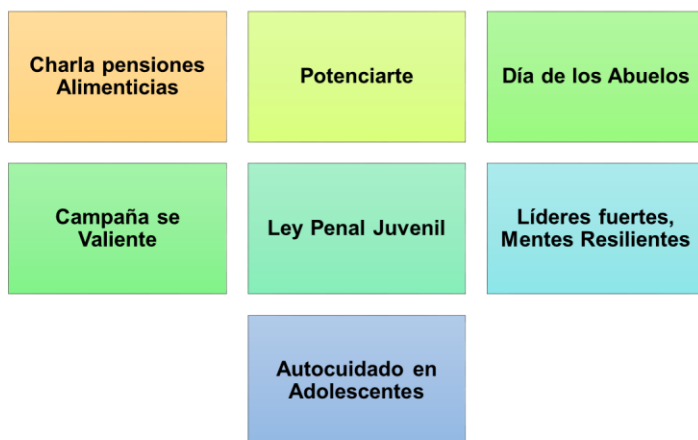 Charla pensiones
Alimenticias
Potenciarte
Día de los Abuelos
Campaña se
Valiente
Ley Penal Juvenil
Líderes fuertes,
Mentes Resilientes
Autocuidado en
Adolescentes